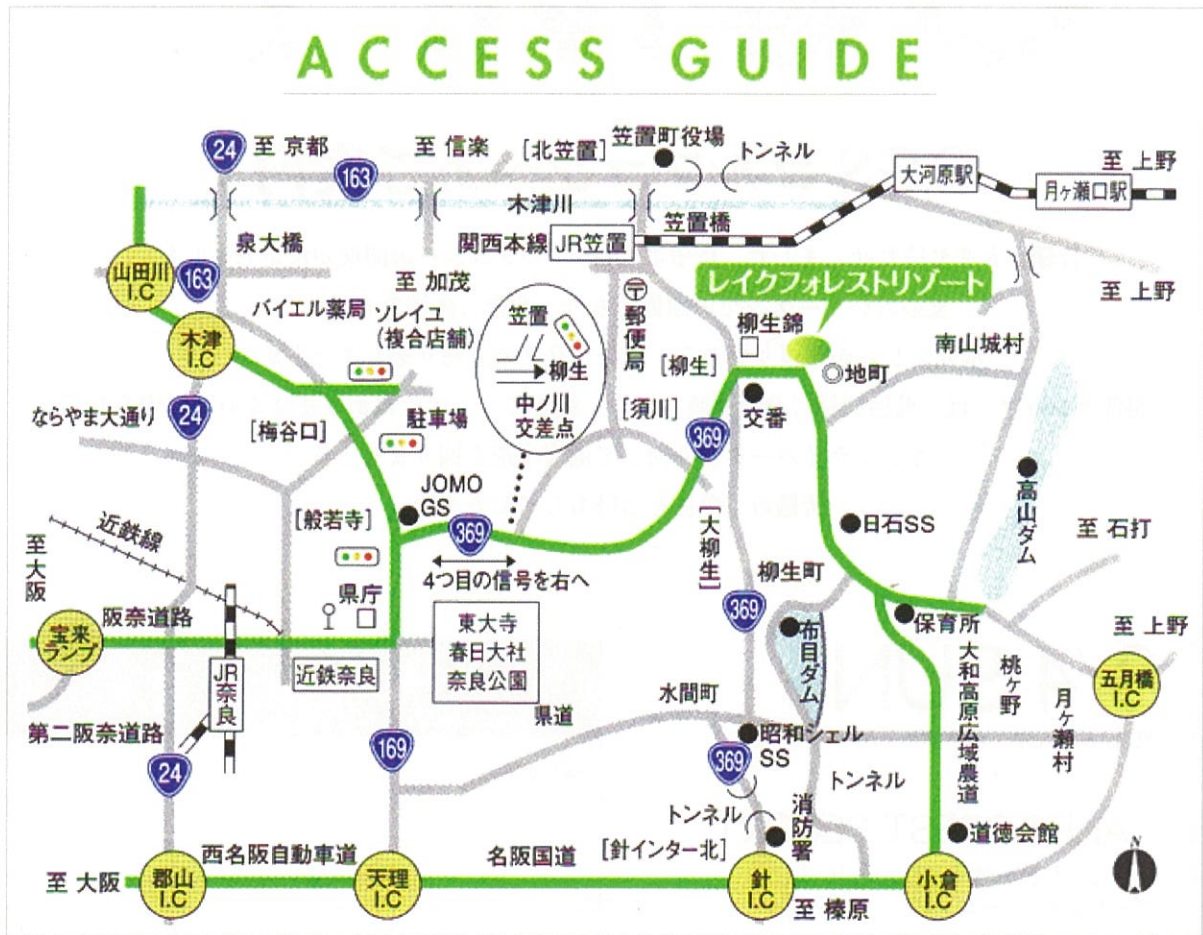 ACCESS GUIDE
24
至 京都
163
至 信楽
[北笠置]
笠置町役場
トンネル
大河原駅
至 上野
月ヶ瀬口駅
木津川
泉大橋
関西本線
JR笠置
笠置橋
山田川
I.C
163
至 加茂
至 上野
レイクフォレストリゾート
バイエル薬局
ソレイユ
(複合店舗)
笠置
柳生
中ノ川
交差点
〒郵便局
柳生錦
[柳生]
南山城村
木津
I.C
地町
[須川]
交番
24
ならやま大通り
[梅谷口]
駐車場
369
高山ダム
JOMO
GS
[般若寺]
369
[大柳生]
日石SS
至 石打
近鉄線
至 大阪
4つ目の信号を右へ
柳生町
県庁
阪奈道路
東大寺
春日大社
奈良公園
369
布目ダム
保育所
至 上野
宝来
ランプ
JR奈良
近鉄奈良
大和高原広域農道
桃ヶ野
五月橋
I.C
水間町
県道
月ヶ瀬村
第二阪奈道路
昭和シェル
SS
24
169
369
トンネル
トンネル
消防署
道徳会館
[針インター北]
西名阪自動車道
名阪国道
至 大阪
郡山
I.C
天理
I.C
針
I.C
小倉
I.C
至 榛原
N